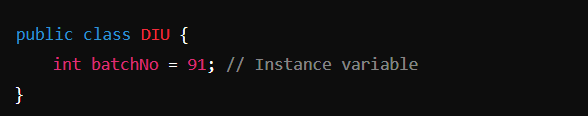 public class DIU {
    int batchNo = 91; // Instance variable
}